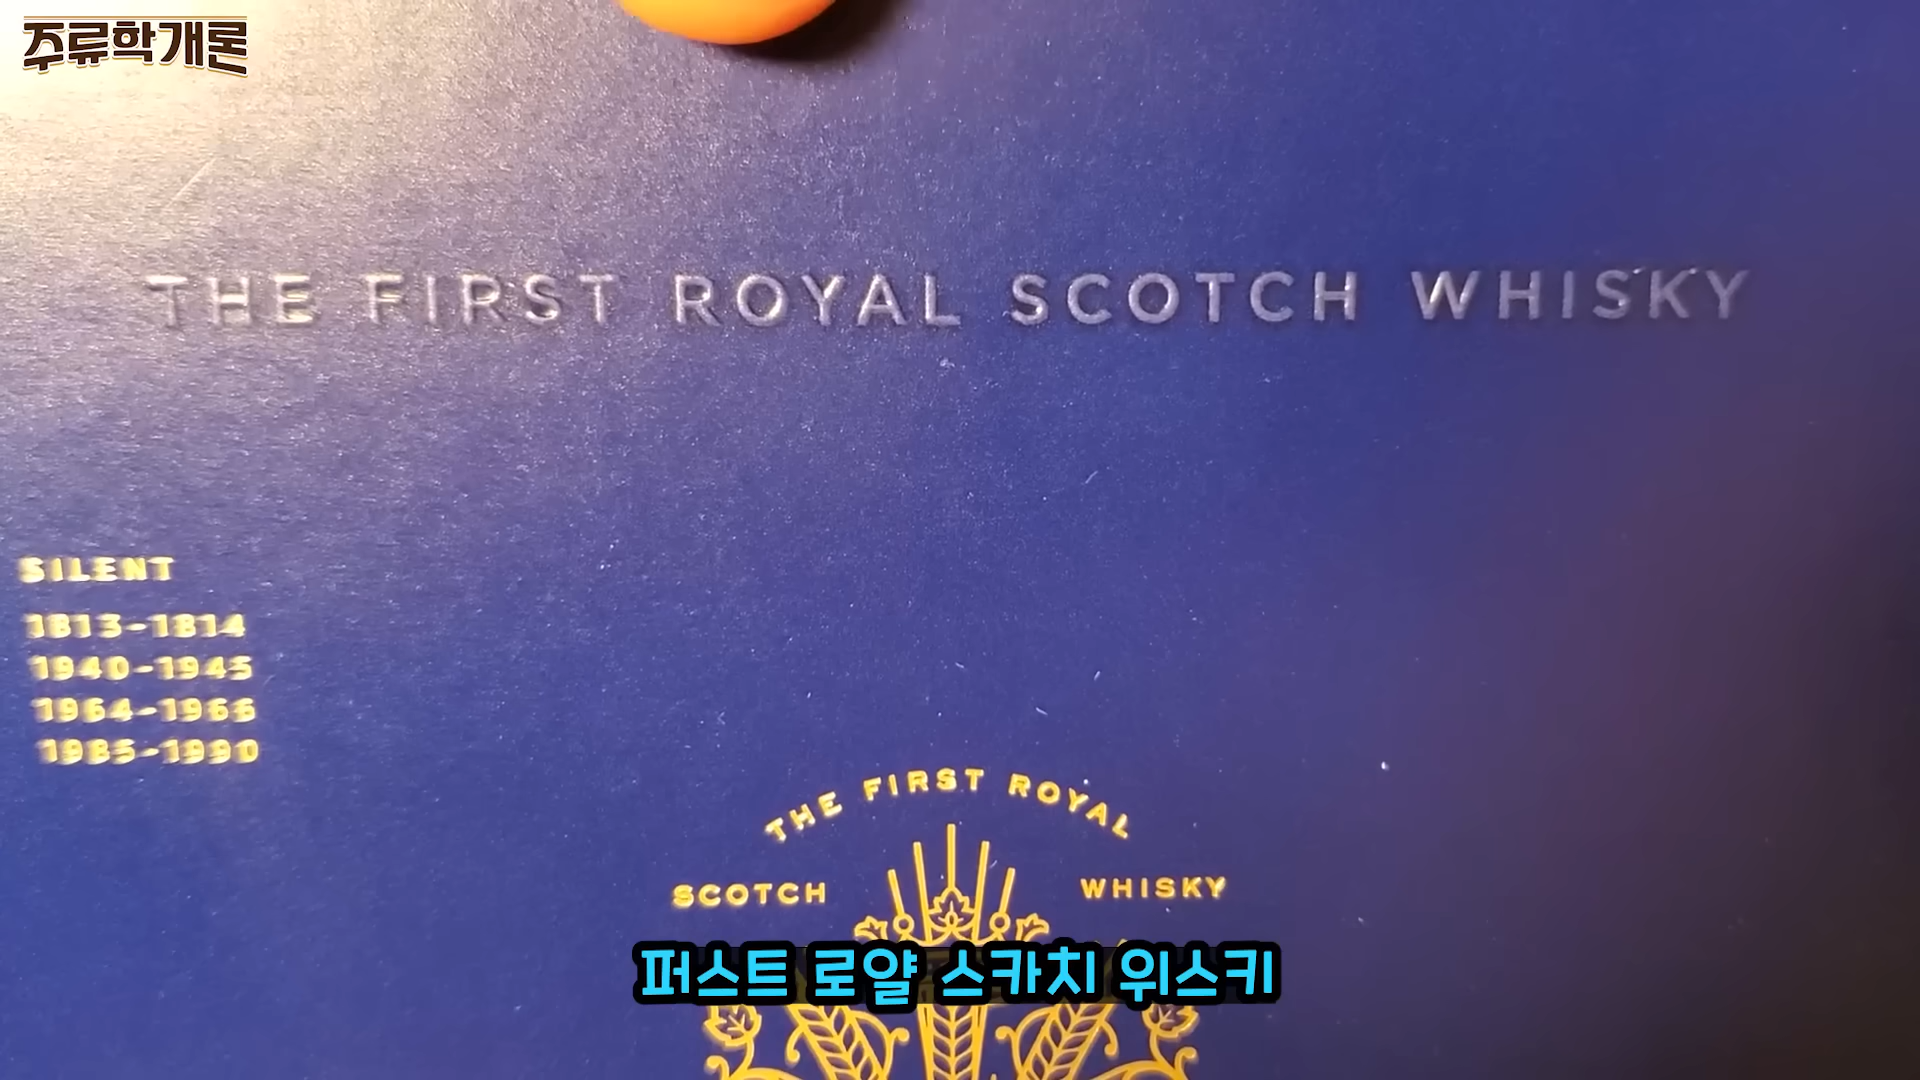 주류학개론
THE FIRST ROYAL SCOTCH WHISKY
SILENT
1813-1814
1940-1945
1964-1966
1985-1990
THE FIRST ROYAL
SCOTCH WHISKY
퍼스트 로얄 스카치 위스키